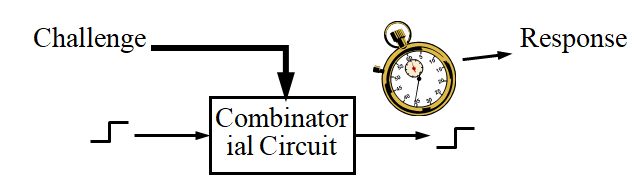 Challenge
Response
Combinator
ial Circuit